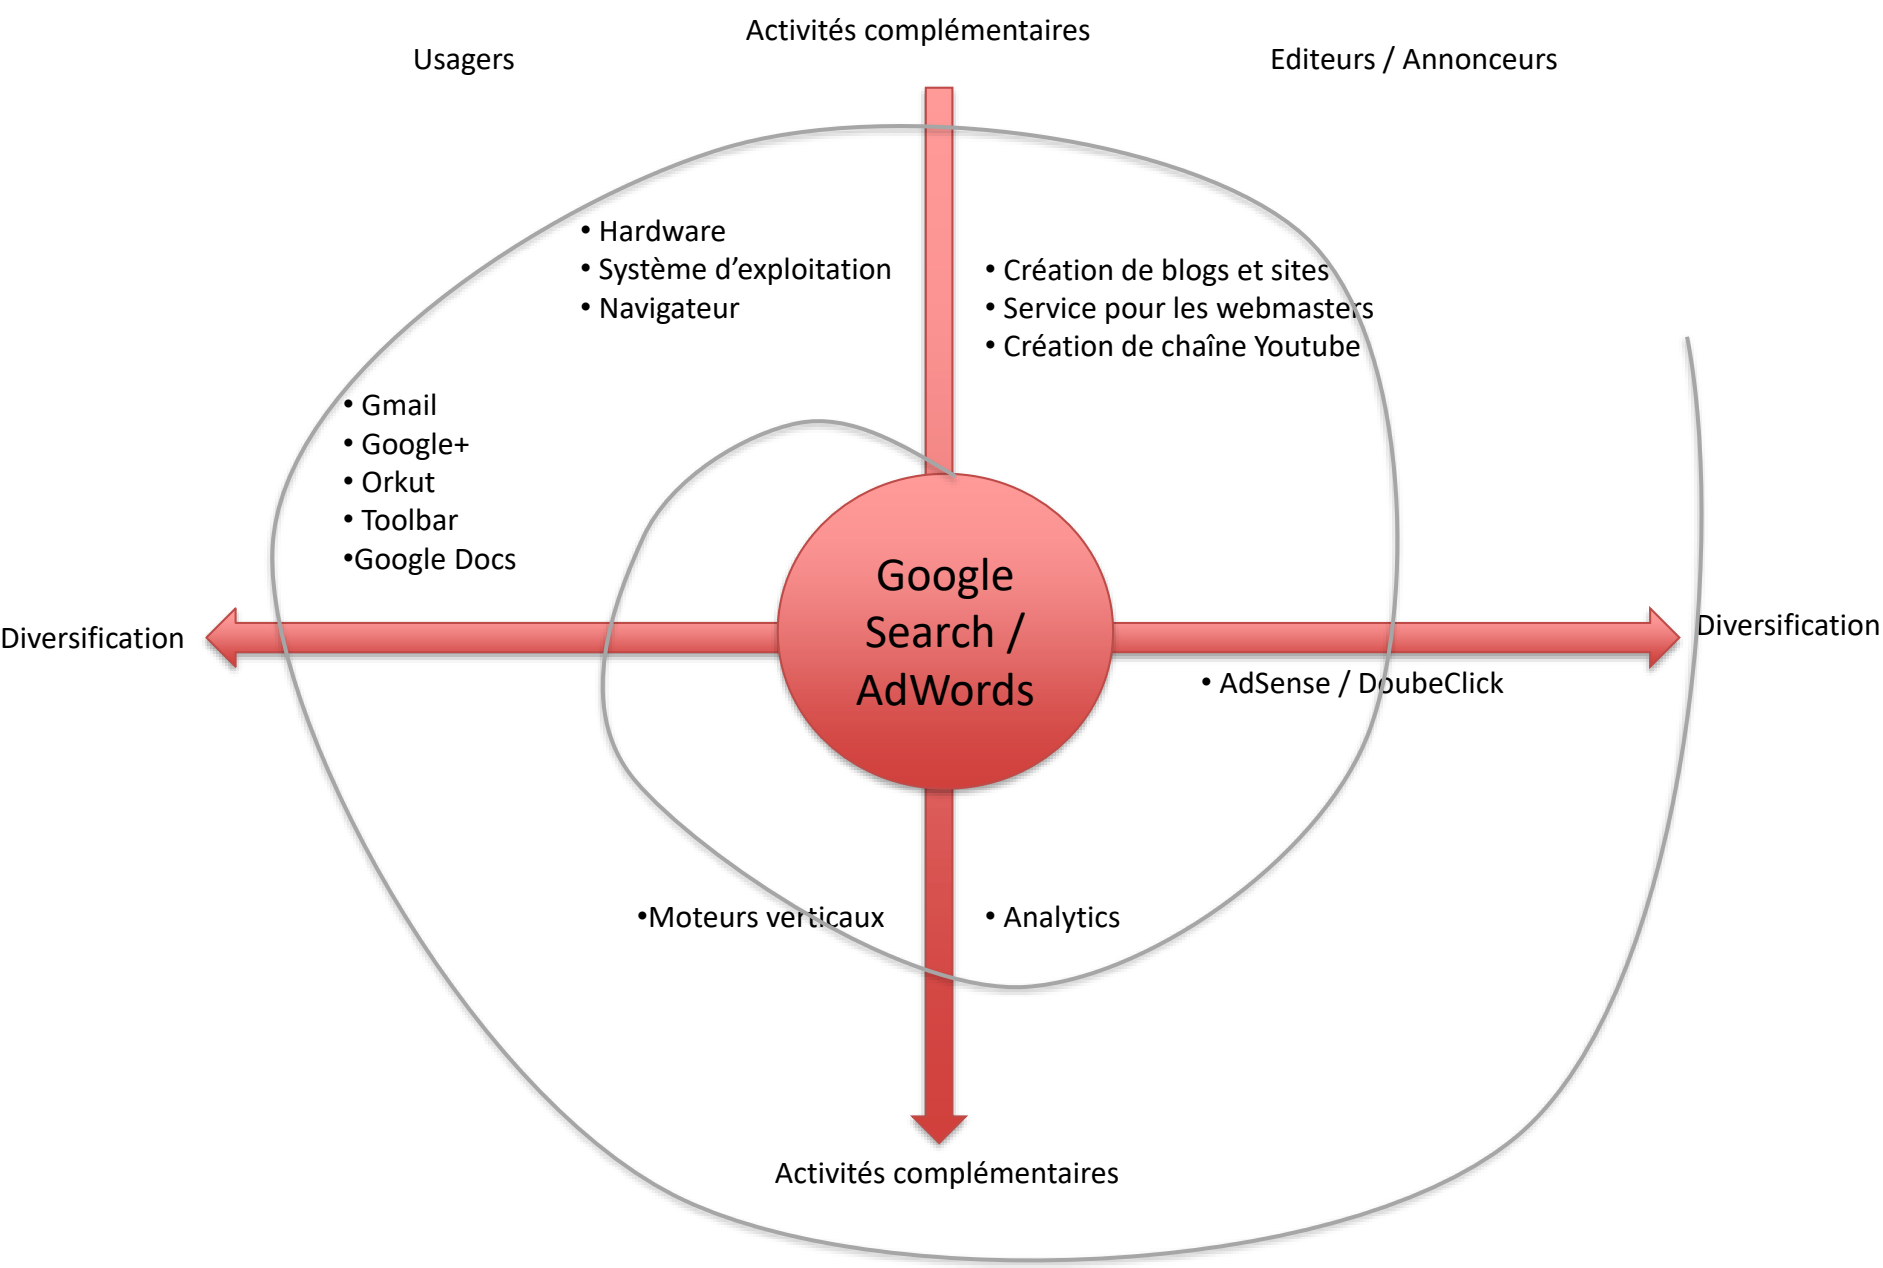 Activités complémentaires
Usagers
Editeurs / Annonceurs
• Hardware
• Système d’exploitation
• Navigateur
• Création de blogs et sites
• Service pour les webmasters
• Création de chaîne Youtube
• Gmail
• Google+
• Orkut
• Toolbar
•Google Docs
Google
Search /
AdWords
Diversification
Diversification
• AdSense / DoubeClick
•Moteurs verticaux
• Analytics
Activités complémentaires